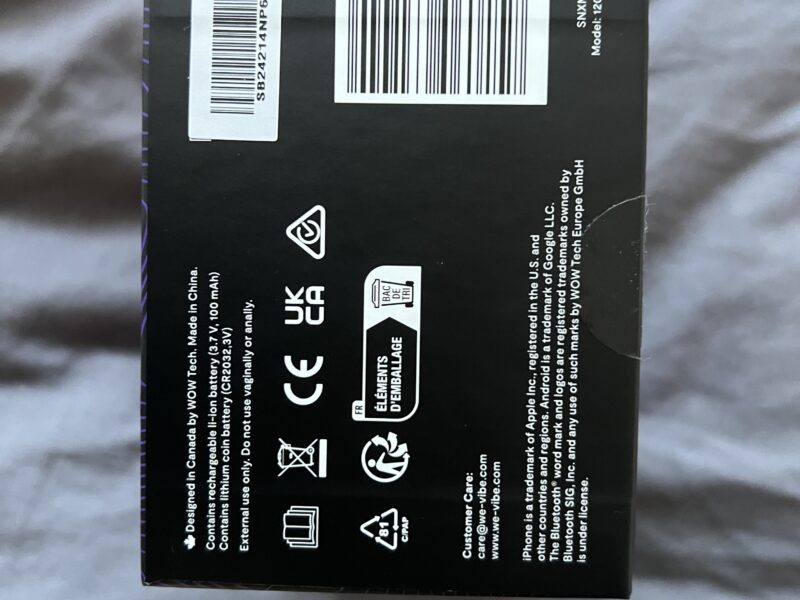 SB24214NP6
SNXN
Model: 120
Designed in Canada by WOW Tech. Made in China.
Contains rechargeable li-ion battery (3.7 V, 100 mAh)
Contains lithium coin battery (CR2032,3V)
External use only. Do not use vaginally or anally.
CE
UK
CA
81
C/PAP
FR
ÉLÉMENTS
D'EMBALLAGE
BAC
DE
TRI
Customer Care:
care@we-vibe.com
www.we-vibe.com
iPhone is a trademark of Apple Inc., registered in the U.S. and
other countries and regions. Android is a trademark of Google LLC.
The Bluetooth® word mark and logos are registered trademarks owned by
Bluetooth SIG, Inc. and any use of such marks by WOW Tech Europe GmbH
is under license.